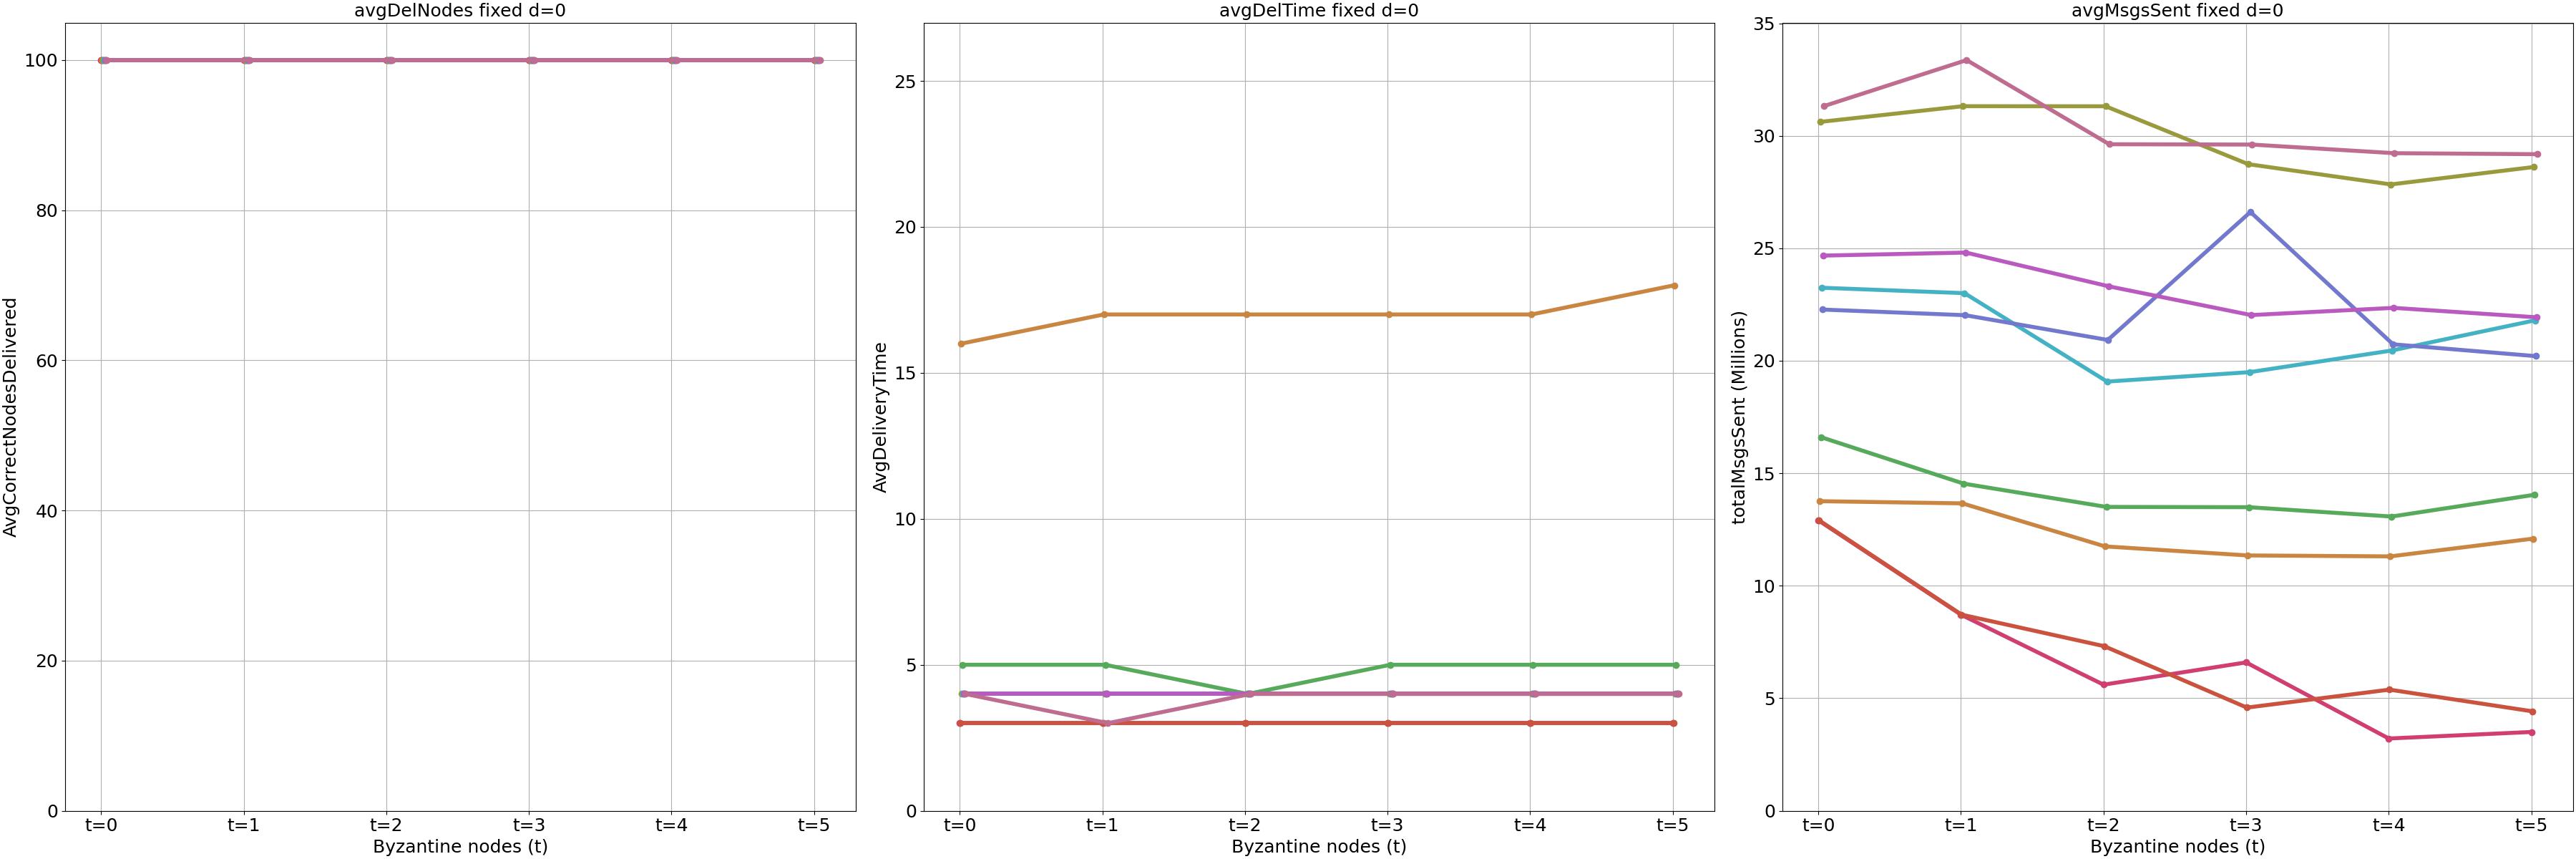 avgDelNodes fixed d=0
AvgCorrectNodesDelivered
100
80
60
40
20
0
t=0 t=1 t=2 t=3 t=4 t=5
Byzantine nodes (t)
avgDelTime fixed d=0
AvgDeliveryTime
25
20
15
10
5
0
t=0 t=1 t=2 t=3 t=4 t=5
Byzantine nodes (t)
avgMsgsSent fixed d=0
totalMsgsSent (Millions)
35
30
25
20
15
10
5
0
t=0 t=1 t=2 t=3 t=4 t=5
Byzantine nodes (t)